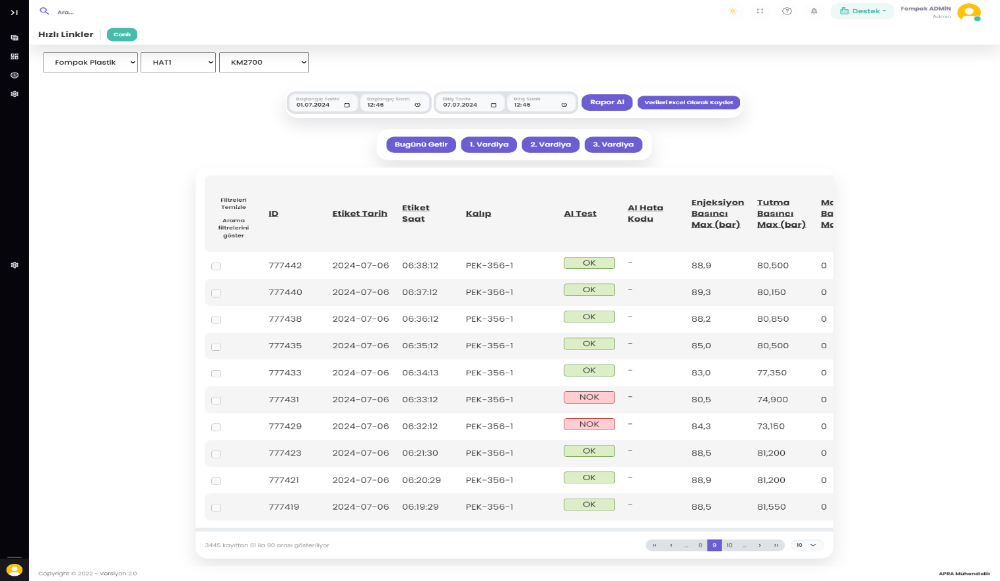 Ara...
Destek
Fompak ADMİN
Admin
Hızlı Linkler
Canlı
Fompak Plastik
HAT1
KM2700
Başlangıç Tarihi
01.07.2024
Başlangıç Saati
12:46
Bitiş Tarihi
07.07.2024
Bitiş Saati
12:46
Rapor Al
Verileri Excel Olarak Kaydet
Bugünü Getir
1. Vardiya
2. Vardiya
3. Vardiya
Filtreleri
Temizle
Arama
filtrelerini
göster
ID
Etiket Tarih
Etiket
Saat
Kalıp
AI Test
AI Hata
Kodu
Enjeksiyon
Basıncı
Max (bar)
Tutma
Basıncı
Max (bar)
777442 2024-07-06 06:38:12 PEK-356-1 OK - 88,9 80,500 0
777440 2024-07-06 06:37:12 PEK-356-1 OK - 89,3 80,150 0
777438 2024-07-06 06:36:12 PEK-356-1 OK - 88,2 80,850 0
777435 2024-07-06 06:35:12 PEK-356-1 OK - 85,0 80,500 0
777433 2024-07-06 06:34:13 PEK-356-1 OK - 83,0 77,350 0
777431 2024-07-06 06:33:12 PEK-356-1 NOK - 80,5 74,900 0
777429 2024-07-06 06:32:12 PEK-356-1 NOK - 84,3 73,150 0
777423 2024-07-06 06:21:30 PEK-356-1 OK - 88,5 81,200 0
777421 2024-07-06 06:20:29 PEK-356-1 OK - 88,9 81,200 0
777419 2024-07-06 06:19:29 PEK-356-1 OK - 88,5 81,550 0
3445 kayıttan 81 ila 90 arası gösteriliyor
... 8 9 10 ...
10
Copyright © 2022 - Versiyon 2.0
APRA Mühendislik